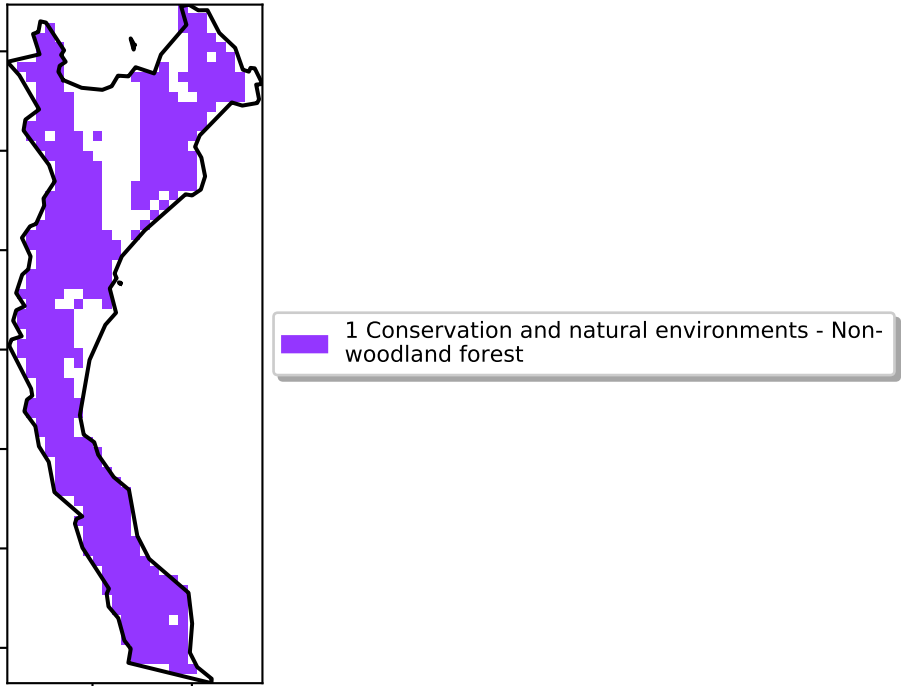 1 Conservation and natural environments - Non-
woodland forest